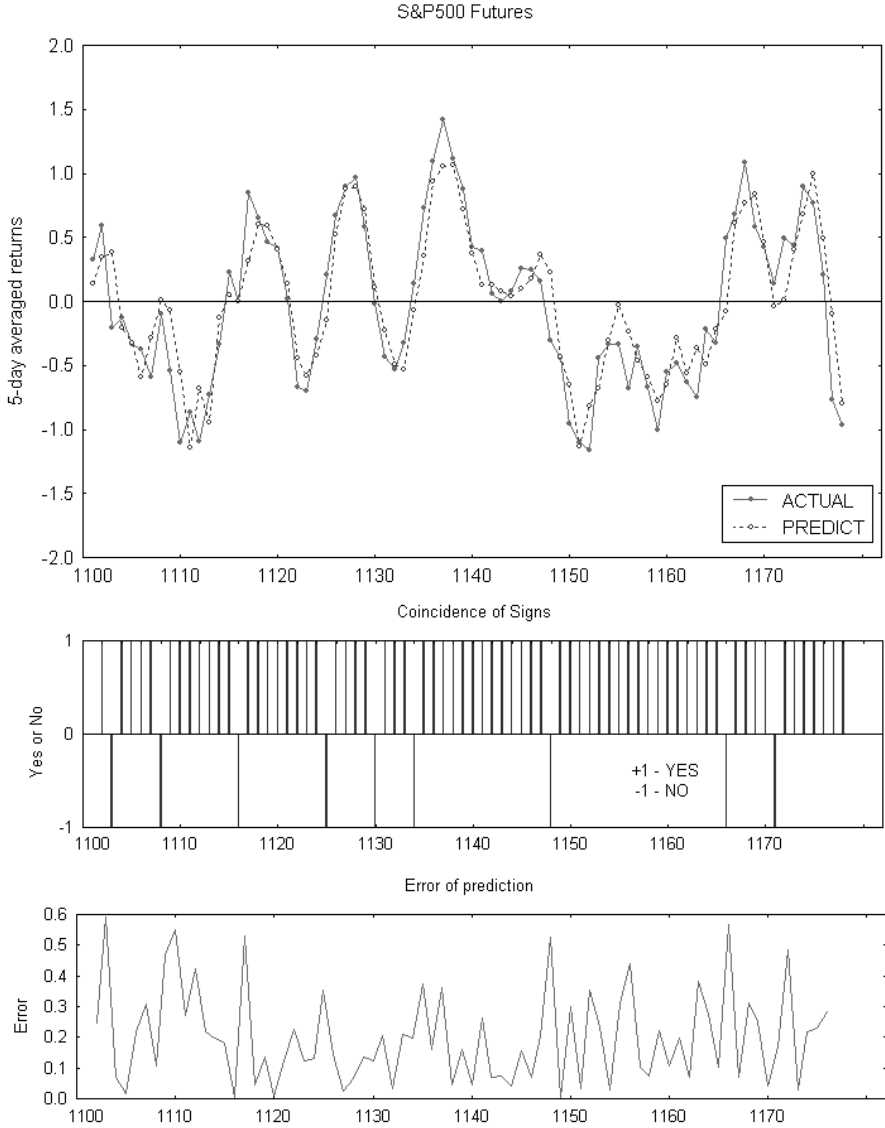 S&P500 Futures
5-day averaged returns
2.0
1.5
1.0
0.5
0.0
-0.5
-1.0
-1.5
-2.0
ACTUAL
PREDICT
1100 1110 1120 1130 1140 1150 1160 1170
Coincidence of Signs
Yes or No
1
0
-1
+1 - YES
-1 - NO
1100 1110 1120 1130 1140 1150 1160 1170
Error of prediction
Error
0.6
0.5
0.4
0.3
0.2
0.1
0.0
1100 1110 1120 1130 1140 1150 1160 1170